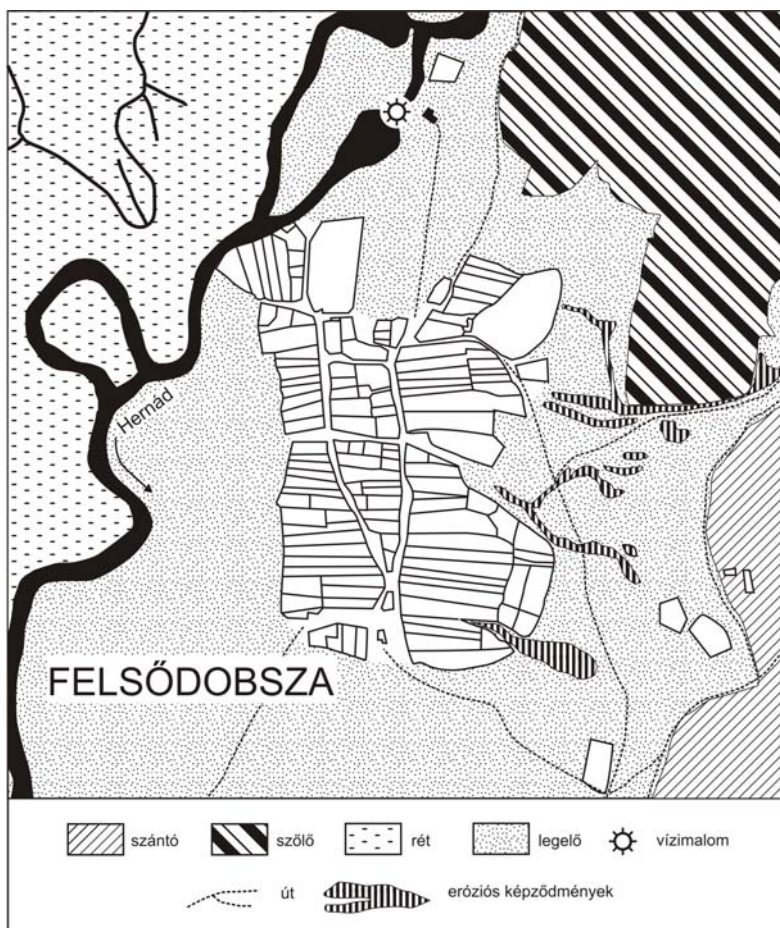 Hernád
FELSŐDOBSZA
szántó szőlő rét legelő vízimalom
út eróziós képződmények